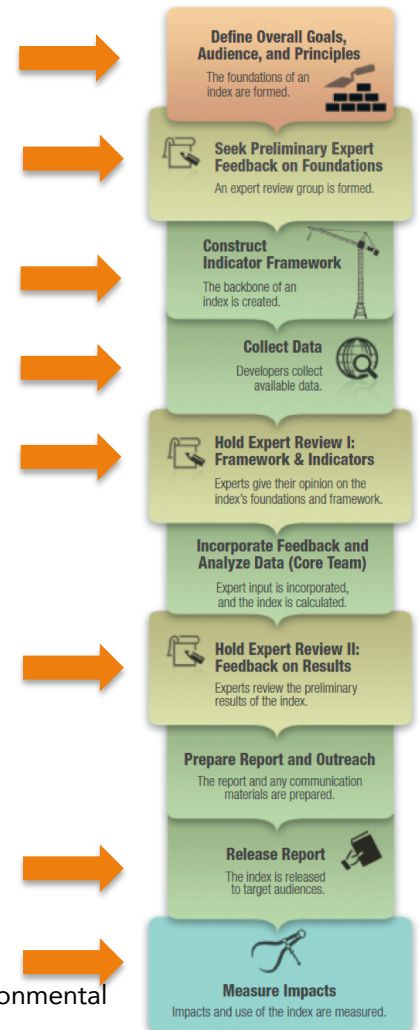 Define Overall Goals,
Audience, and Principles
The foundations of an
index are formed.
Seek Preliminary Expert
Feedback on Foundations
An expert review group is formed.
Construct
Indicator Framework
The backbone of an
index is created.
Collect Data
Developers collect
available data.
Hold Expert Review I:
Framework & Indicators
Experts give their opinion on the
index's foundations and framework.
Incorporate Feedback and
Analyze Data (Core Team)
Expert input is incorporated,
and the index is calculated.
Hold Expert Review II:
Feedback on Results
Experts review the preliminary
results of the index.
Prepare Report and Outreach
The report and any communication
materials are prepared.
Release Report
The index is released
to target audiences.
Measure Impacts
onmental
Impacts and use of the index are measured.